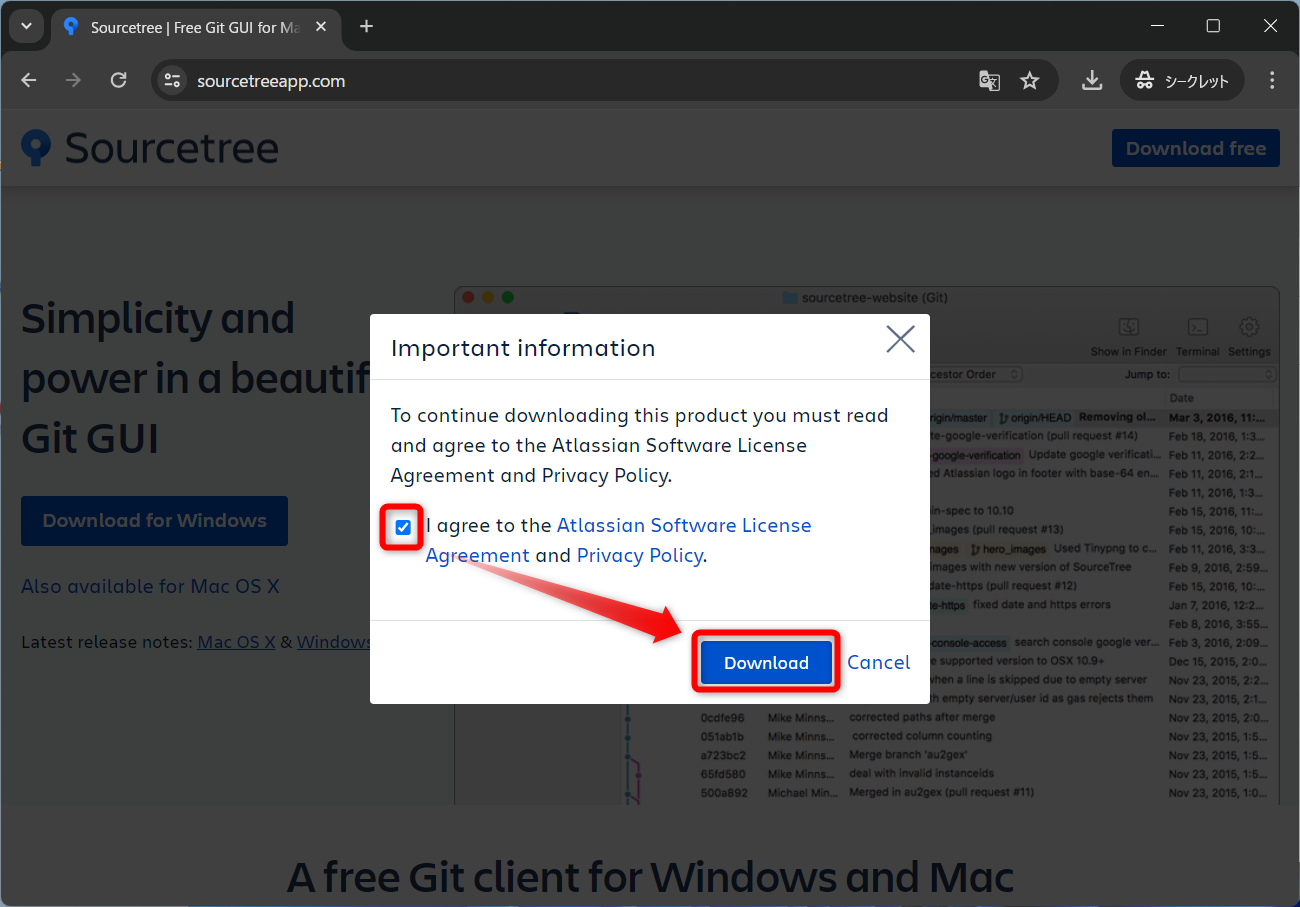 Sourcetree | Free Git GUI for Ma
sourcetreeapp.com
シークレット
Sourcetree
Download free
Simplicity and
power in a beautif
Git GUI
Download for Windows
Also available for Mac OS X
Latest release notes: Mac OS X & Windows
sourcetree-website (Git)
Show in Finder Terminal Settings
cestor Order Jump to:
Date
rigin/master origin/HEAD Removing ol... Mar 3, 2016, 11:...
te-google-verification (pull request #14) Feb 18, 2016, 1:3...
google-verification Update google verificati... Feb 11, 2016, 2:2...
ed Atlassian logo in footer with base-64 en... Feb 11, 2016, 2:1...
Feb 11, 2016, 1:3...
in-spec to 10.10 Feb 15, 2016, 11:...
_images (pull request #13) Feb 15, 2016, 10:...
mages hero_images Used Tinypng to c... Feb 11, 2016, 3:3...
images with new version of SourceTree Feb 9, 2016, 2:59...
date-https (pull request #12) Feb 15, 2016, 10:...
te-https fixed date and https errors Jan 7, 2016, 12:2...
Feb 8, 2016, 3:55...
console-access search console google ver... Feb 3, 2016, 2:09...
e supported version to OSX 10.9+ Dec 15, 2015, 2:0...
when a line is skipped due to empty server Nov 23, 2015, 2:2...
th empty server/user id as gas rejects them Nov 23, 2015, 2:1...
0cdfe96 Mike Minns... corrected paths after merge Nov 23, 2015, 2:0...
051ab1b Mike Minns... corrected column counting Nov 23, 2015, 1:5...
a723bc2 Mike Minns... Merge branch 'au2gex' Nov 23, 2015, 1:5...
65fd580 Mike Minns... deal with invalid instanceids Nov 23, 2015, 1:5...
500a892 Michael Min... Merged in au2gex (pull request #11) Nov 23, 2015, 1:0...
Important information
To continue downloading this product you must read
and agree to the Atlassian Software License
Agreement and Privacy Policy.
I agree to the Atlassian Software License
Agreement and Privacy Policy.
Download Cancel
A free Git client for Windows and Mac